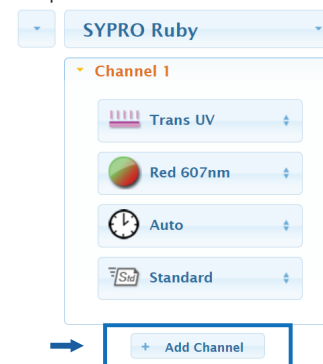 SYPRO Ruby
Channel 1
Trans UV
Red 607nm
Auto
Std Standard
+ Add Channel